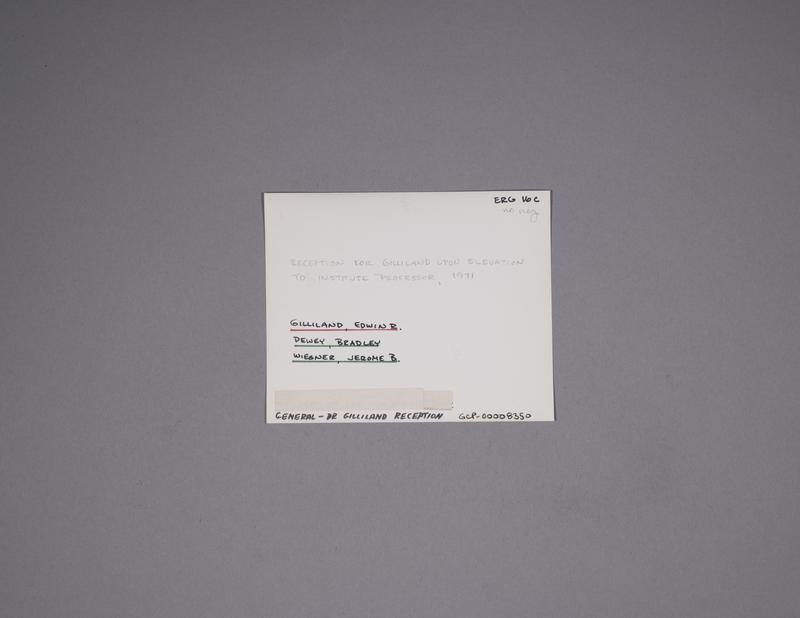 ERG 16 C
no neg
RECEPTION FOR GILLILAND UPON ELEVATION
TO INSTITUTE PROFESSOR, 1971
GILLILAND, EDWIN R.
DEWEY, BRADLEY
WIESNER, JEROME B.
GENERAL - DR GILLILAND RECEPTION GCP-00008350